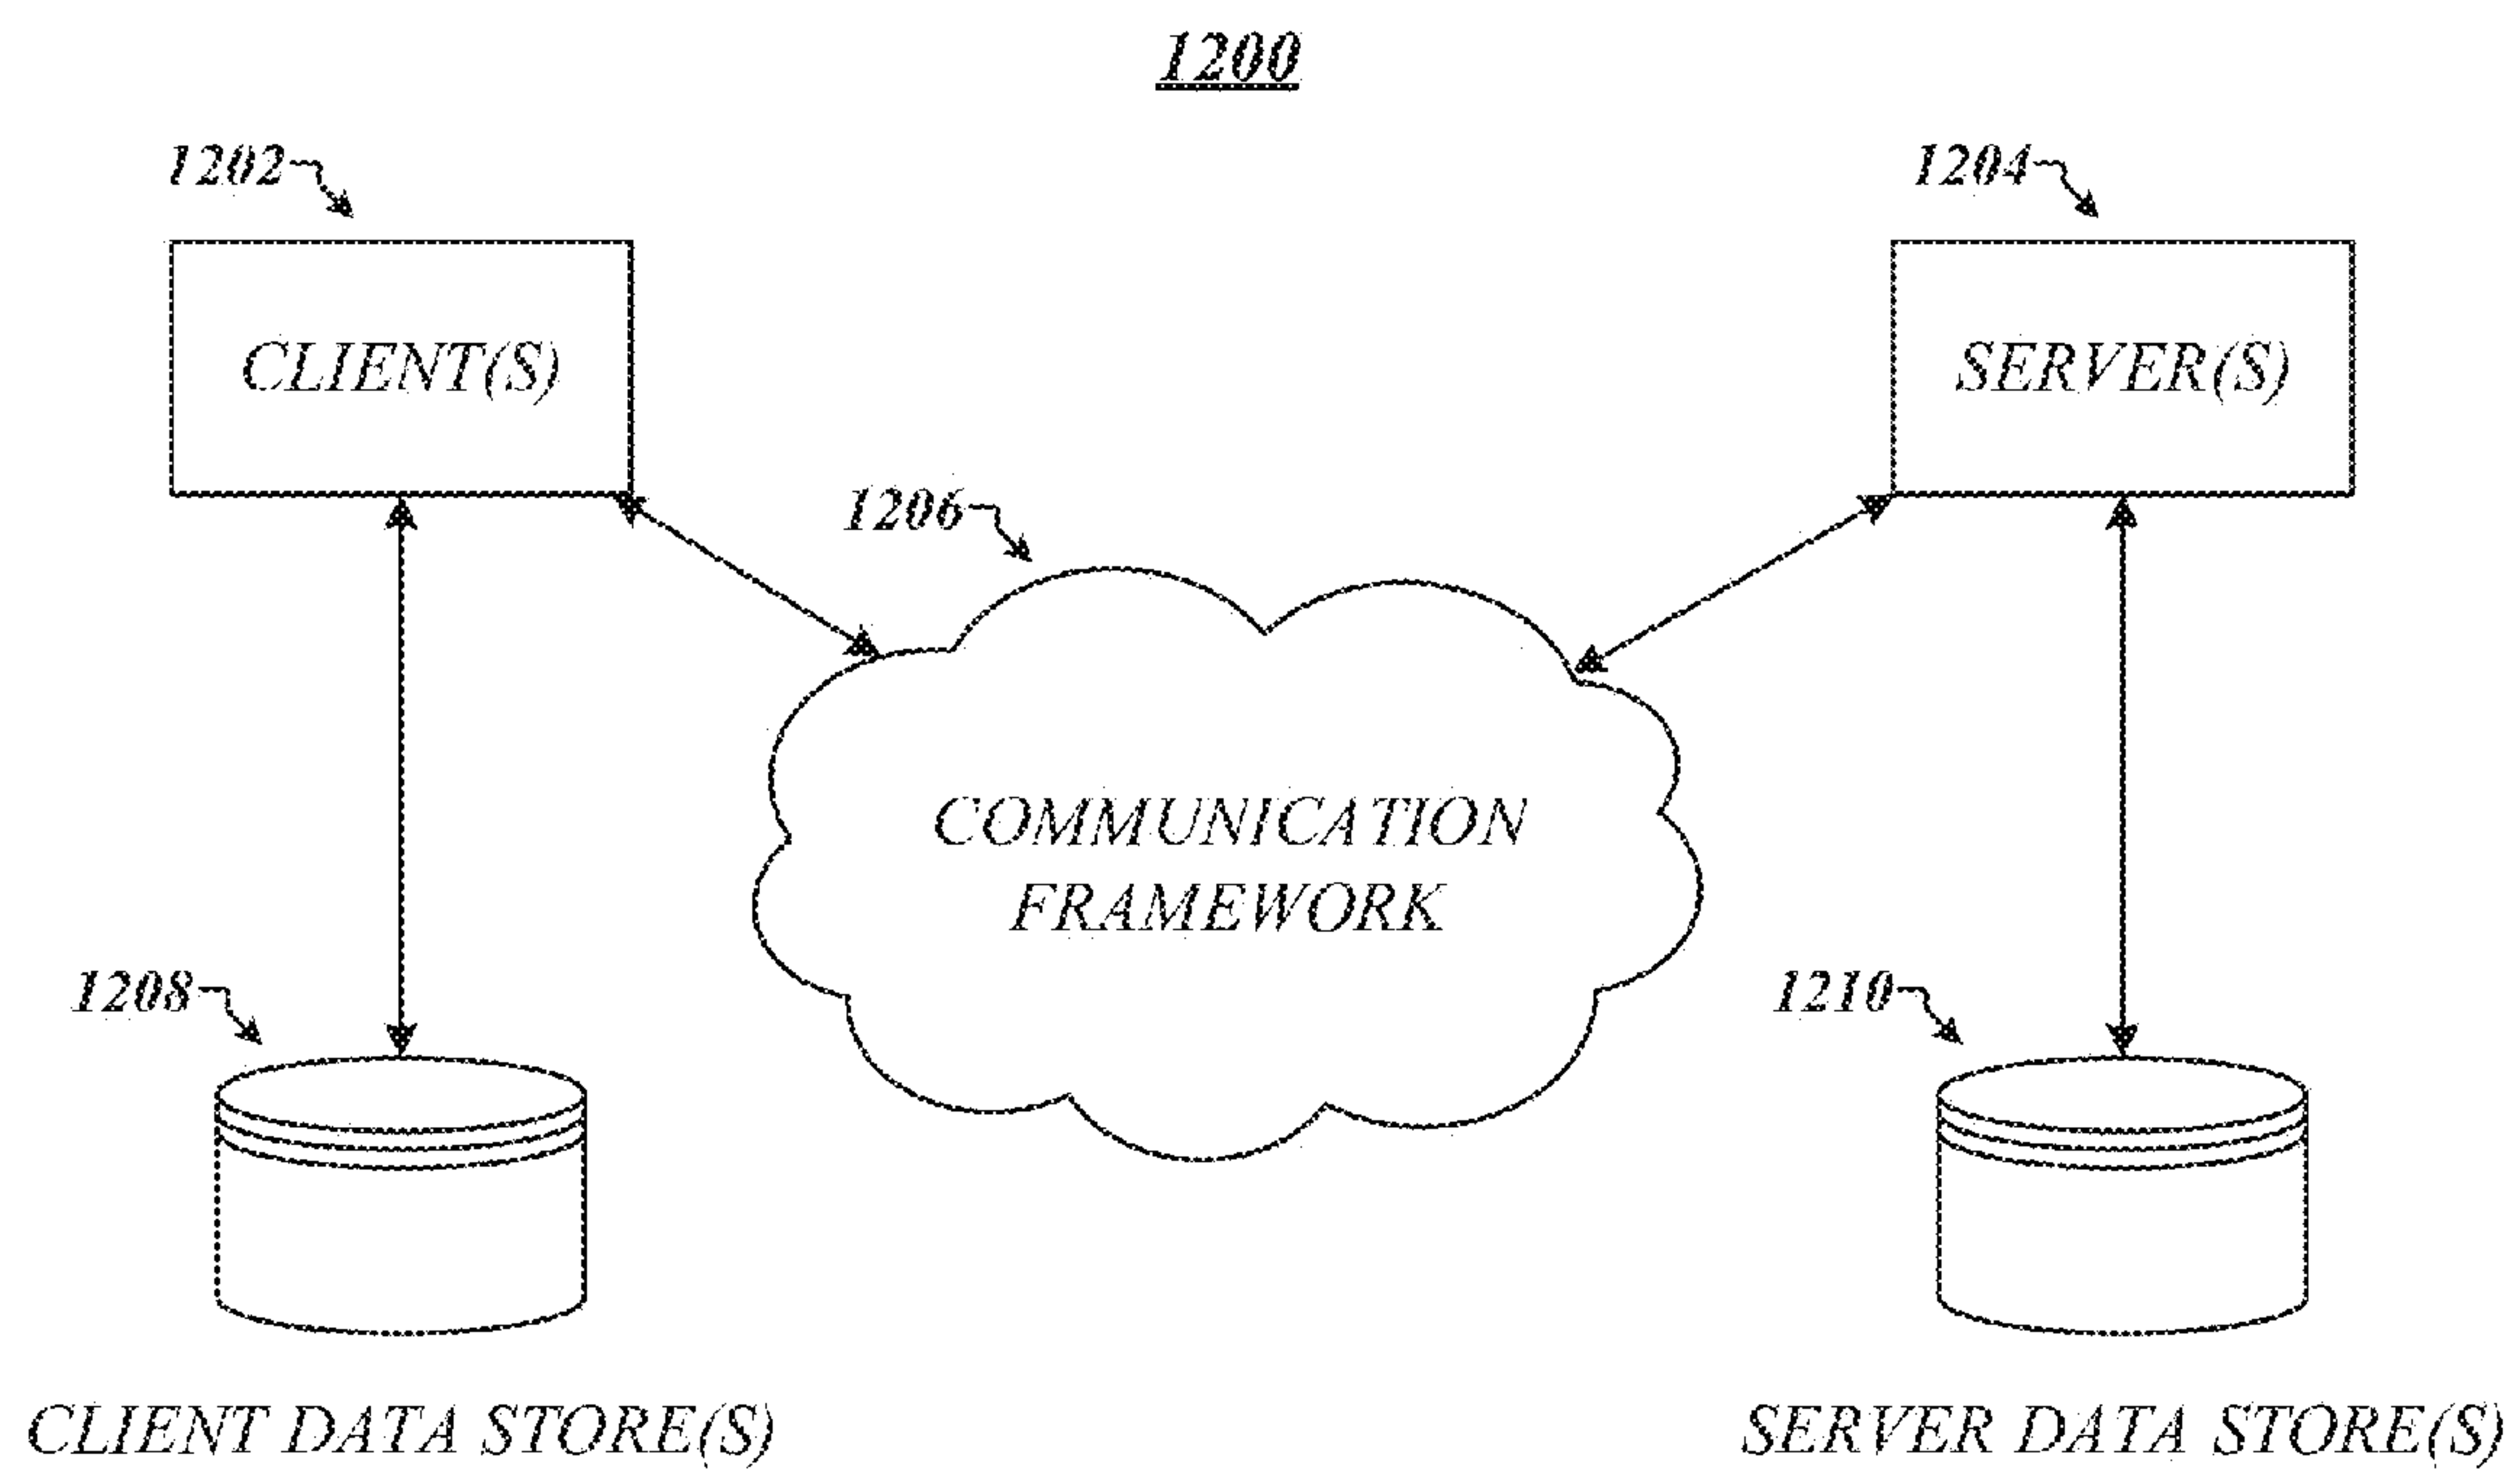 1200
1202
1204
CLIENT(S)
SERVER(S)
1206
COMMUNICATION
FRAMEWORK
1208
1210
CLIENT DATA STORE(S)
SERVER DATA STORE(S)